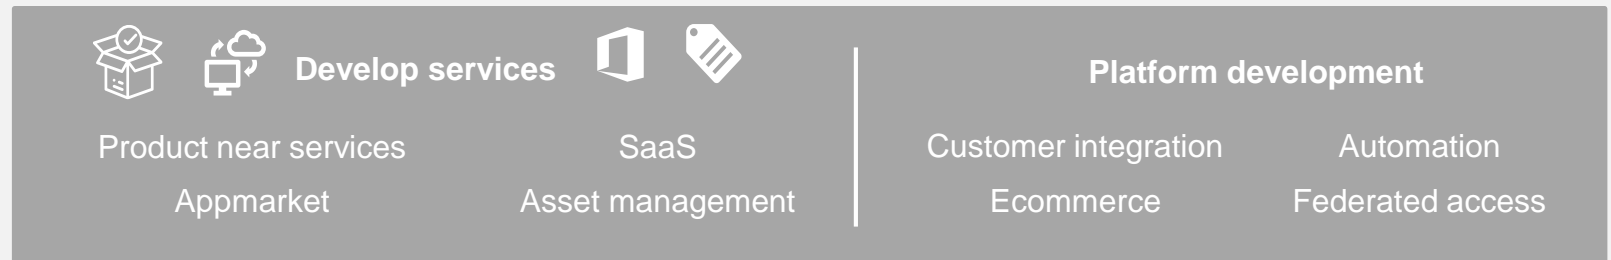 Develop services
Product near services
SaaS
Appmarket
Asset management
Platform development
Customer integration
Automation
Ecommerce
Federated access